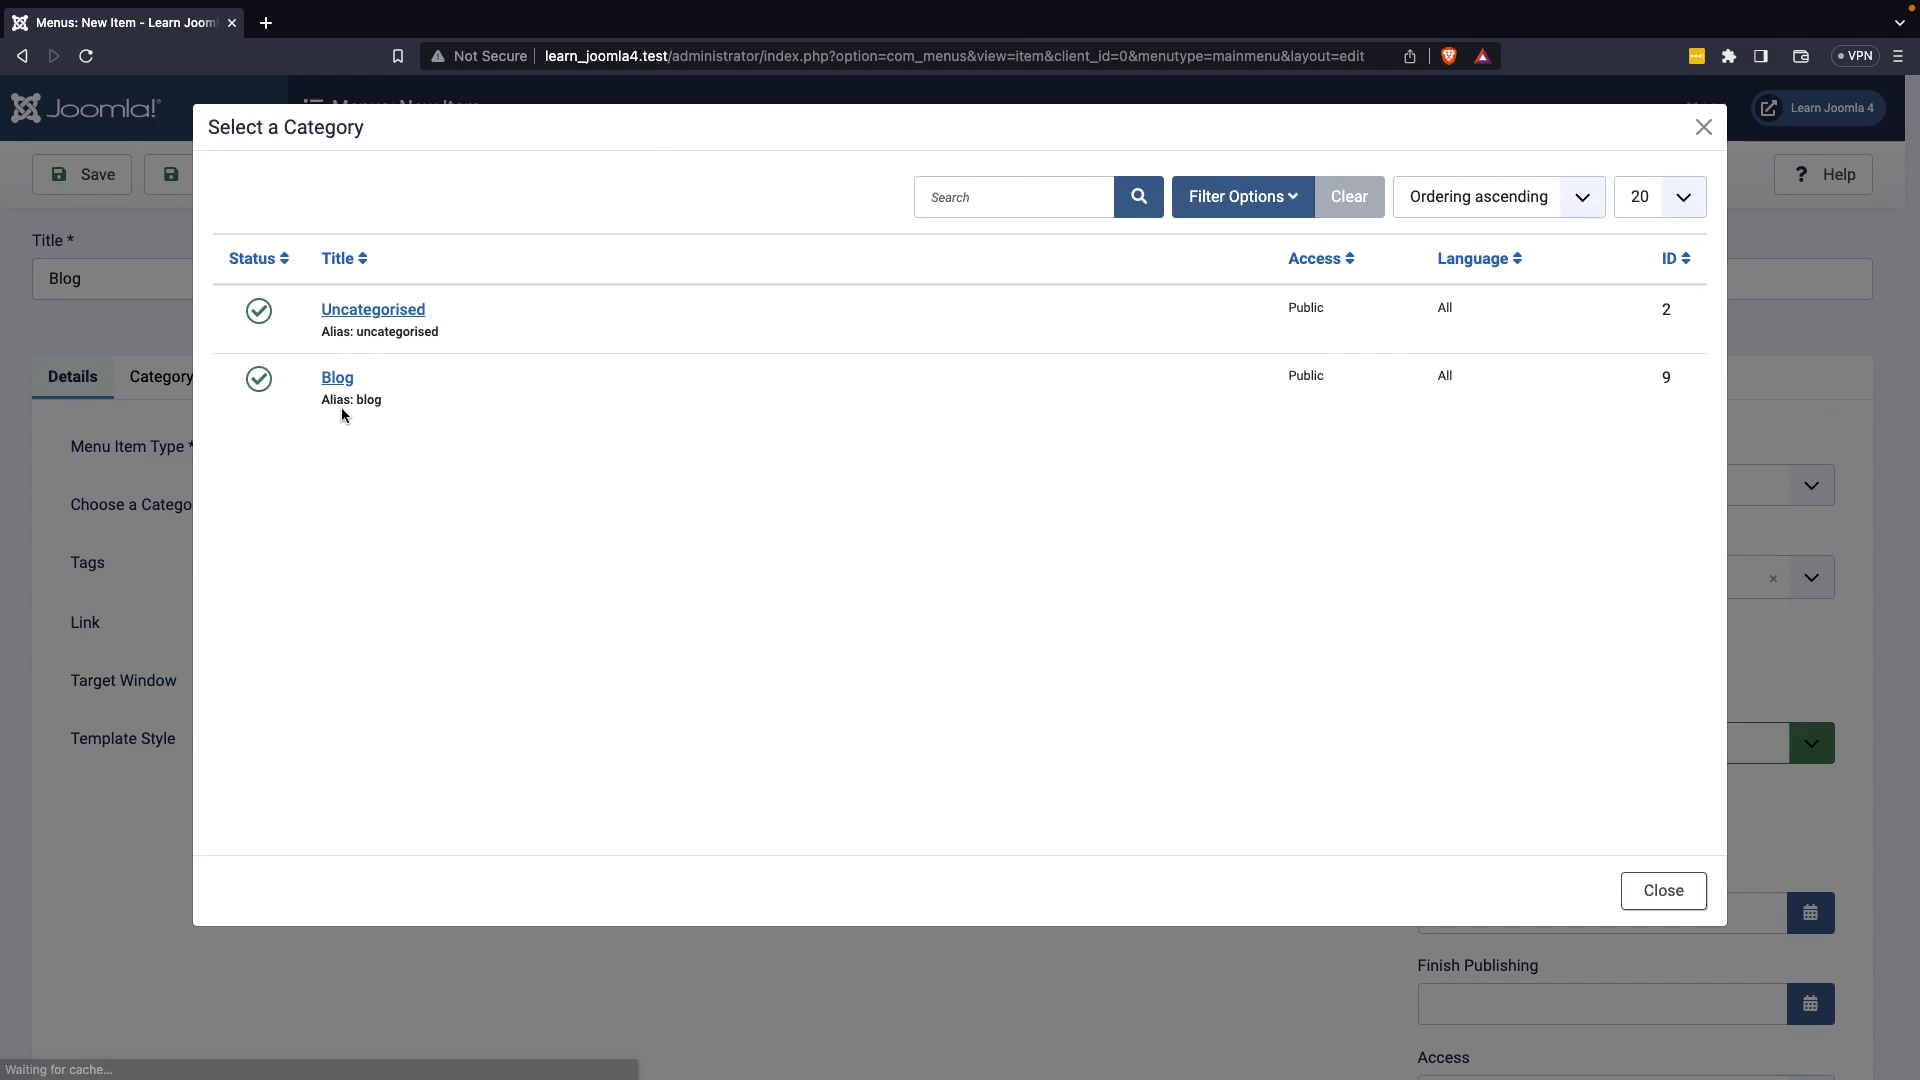 Menus: New Item - Learn Joom
Not Secure
learn_joomla4.test/administrator/index.php?option=com_menus&view=item&client_id=0&menutype=mainmenu&layout=edit
VPN
Joomla!
Learn Joomla 4
Select a Category
Save
Help
Search
Filter Options
Clear
Ordering ascending
20
Title *
Blog
Status
Title
Access
Language
ID
Uncategorised
Public
All
2
Alias: uncategorised
Blog
Public
All
9
Alias: blog
Details
Category
Menu Item Type *
Choose a Catego
Tags
Link
Target Window
Template Style
Close
Finish Publishing
Access
Waiting for cache...